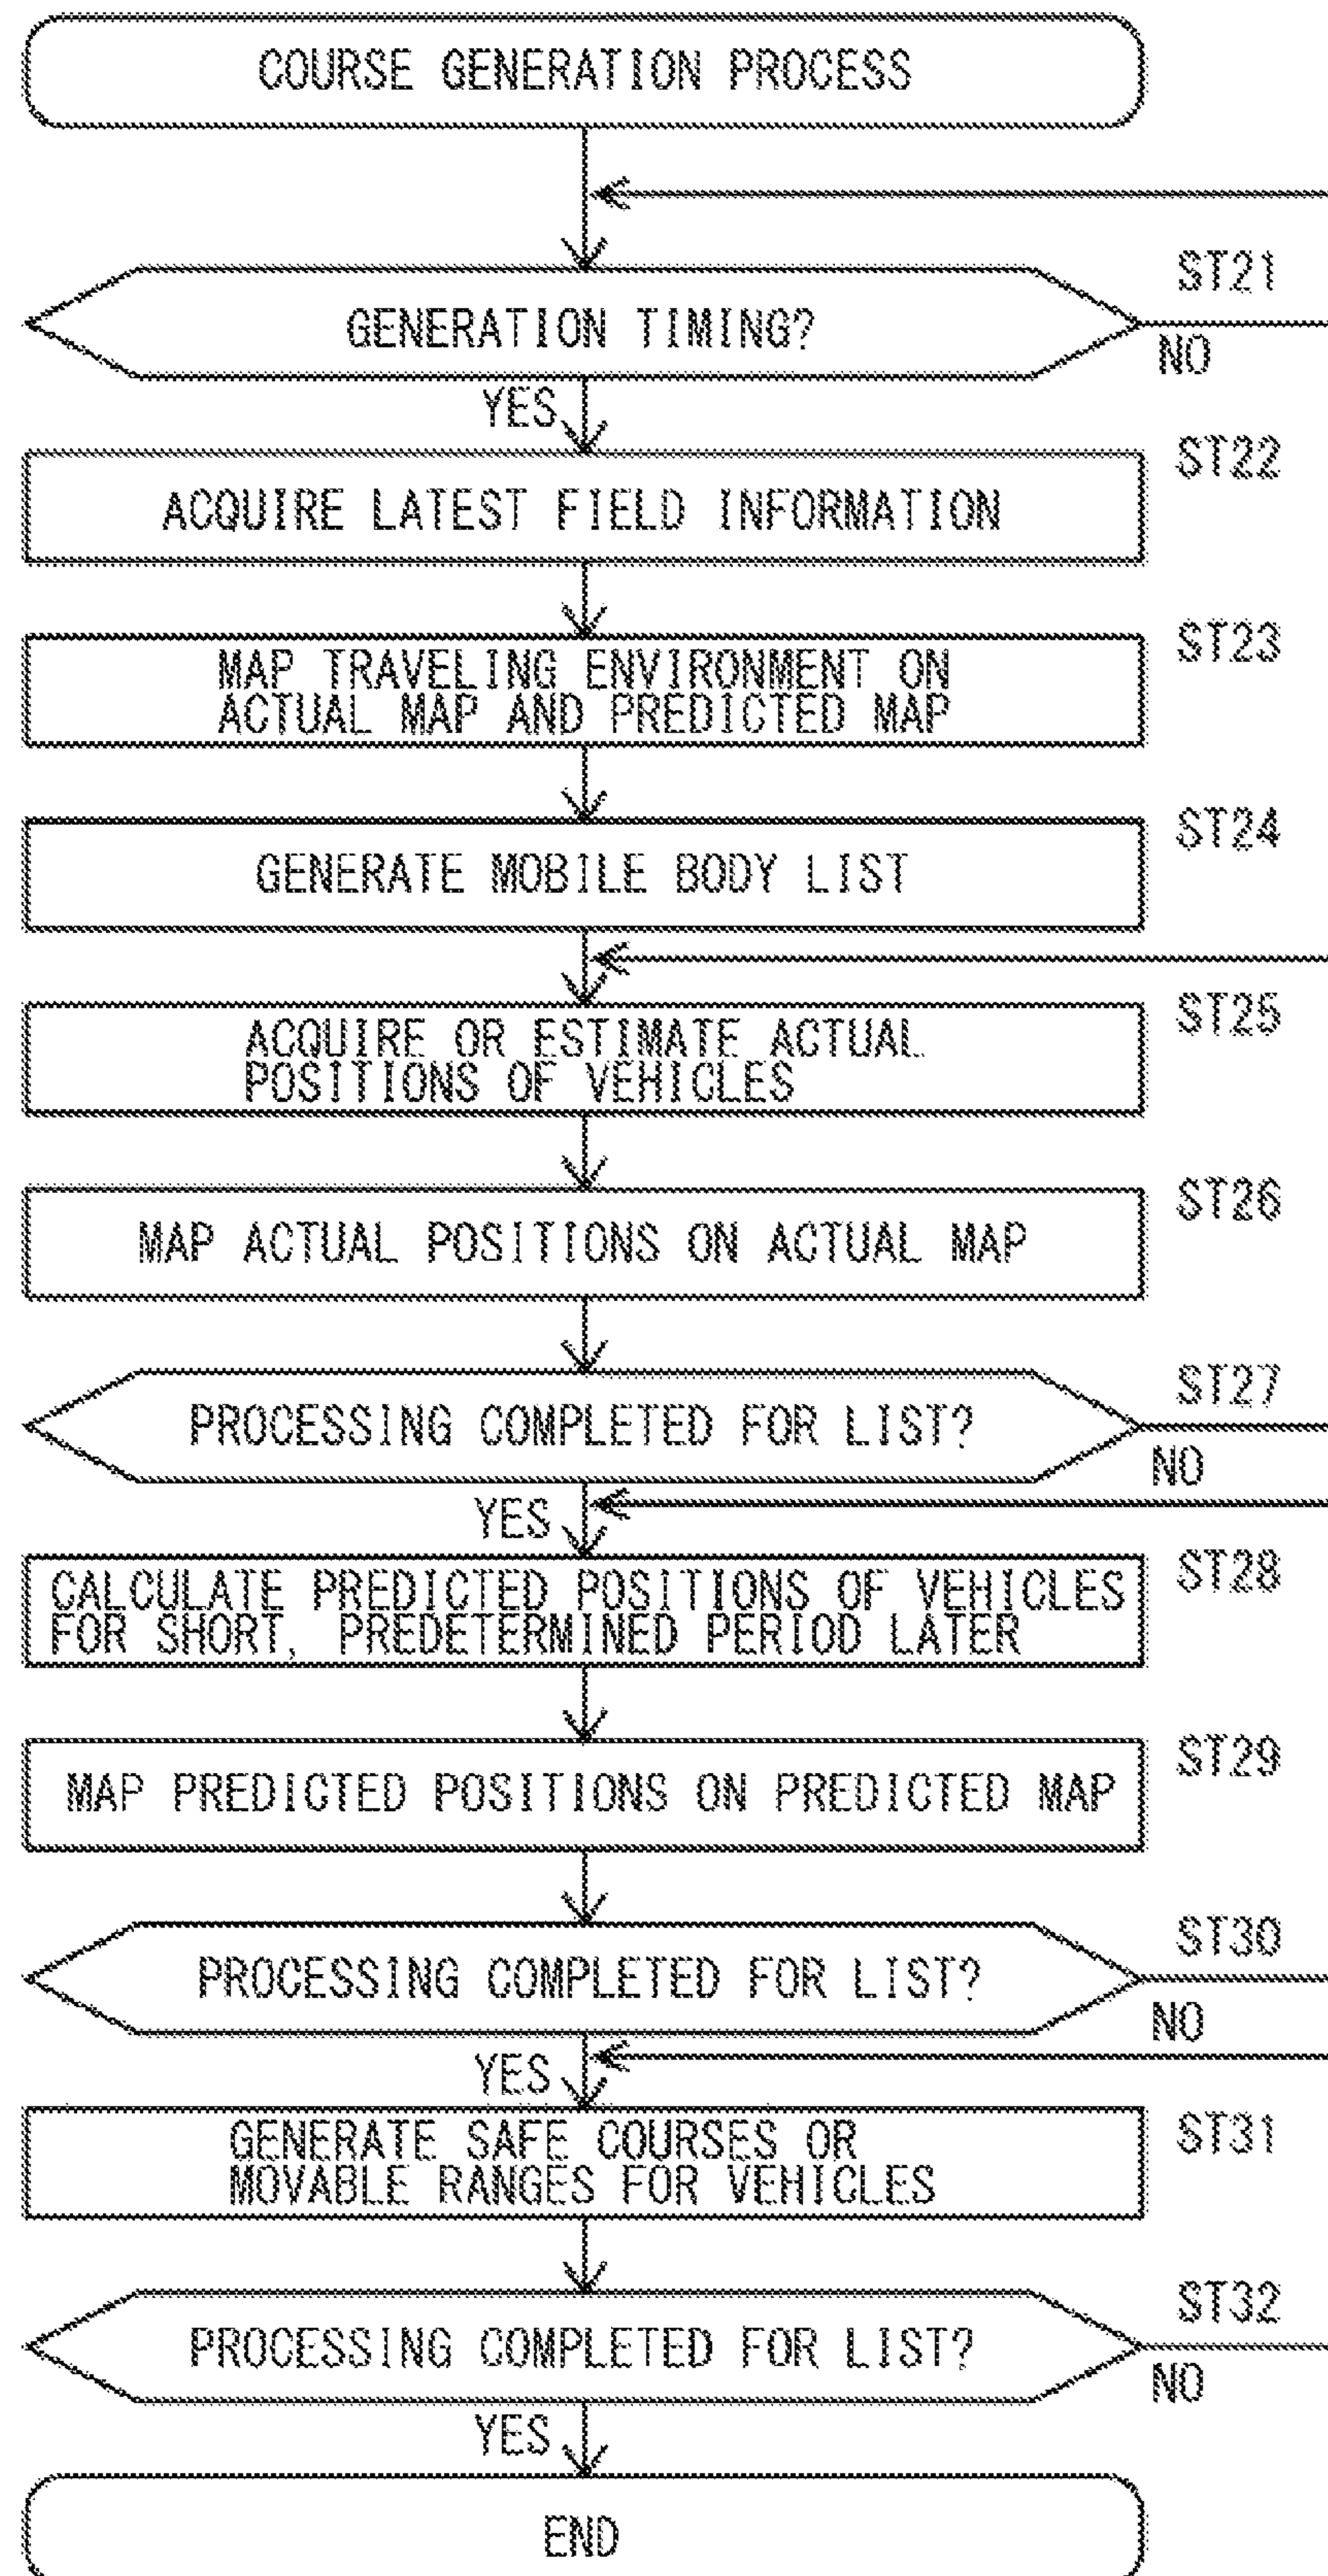 COURSE GENERATION PROCESS
ST21
GENERATION TIMING?
NO
YES
ST22
ACQUIRE LATEST FIELD INFORMATION
ST23
MAP TRAVELING ENVIRONMENT ON
ACTUAL MAP AND PREDICTED MAP
ST24
GENERATE MOBILE BODY LIST
ST25
ACQUIRE OR ESTIMATE ACTUAL
POSITIONS OF VEHICLES
ST26
MAP ACTUAL POSITIONS ON ACTUAL MAP
ST27
PROCESSING COMPLETED FOR LIST?
NO
YES
ST28
CALCULATE PREDICTED POSITIONS OF VEHICLES
FOR SHORT, PREDETERMINED PERIOD LATER
ST29
MAP PREDICTED POSITIONS ON PREDICTED MAP
ST30
PROCESSING COMPLETED FOR LIST?
NO
YES
ST31
GENERATE SAFE COURSES OR
MOVABLE RANGES FOR VEHICLES
ST32
PROCESSING COMPLETED FOR LIST?
NO
YES
END